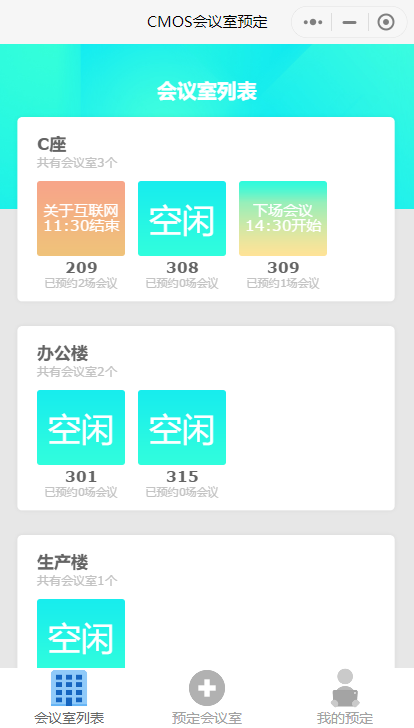 CMOS会议室预定
会议室列表
C座
共有会议室3个
关于互联网
11:30结束
空闲
下场会议
14:30开始
209
308
309
已预约2场会议
已预约0场会议
已预约1场会议
办公楼
共有会议室2个
空闲
空闲
301
315
已预约0场会议
已预约0场会议
生产楼
共有会议室1个
空闲
会议室列表
预定会议室
我的预定